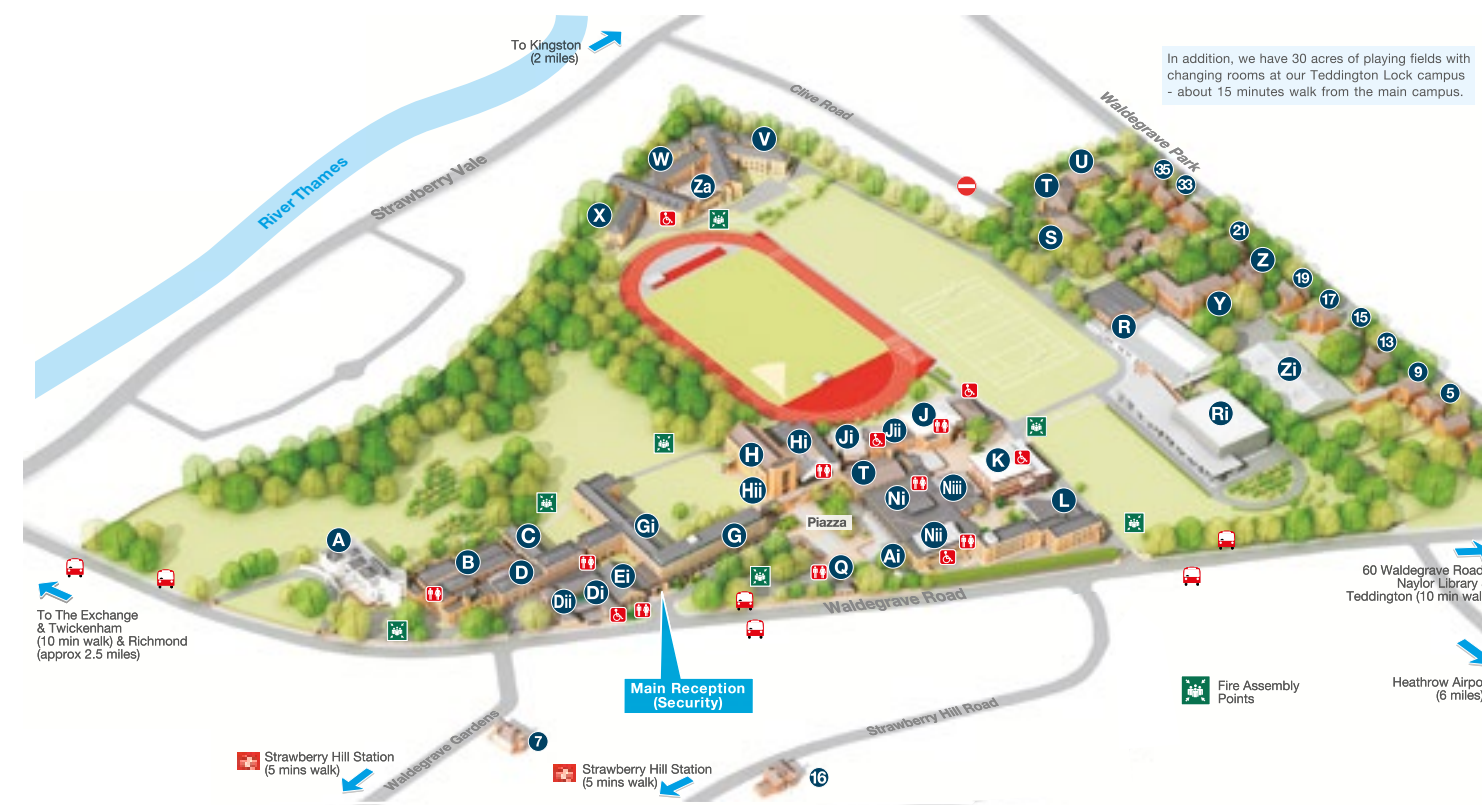 To Kingston
(2 miles)
In addition, we have 30 acres of playing fields with
changing rooms at our Teddington Lock campus
- about 15 minutes walk from the main campus.
Clive Road
Waldegrave Park
River Thames
Strawberry Vale
V
W
Za
X
U
T
S
35
33
21
Z
19
17
15
13
9
5
Y
R
Zi
Ri
J
Jii
Ji
Hi
H
Hii
T
K
Ni
Niii
L
Nii
Ai
Q
Piazza
G
Gi
A
B
C
D
Ei
Di
Dii
Waldegrave Road
To The Exchange
& Twickenham
(10 min walk) & Richmond
(approx 2.5 miles)
60 Waldegrave Road
Naylor Library
Teddington (10 min wal
Main Reception
(Security)
Fire Assembly
Points
Heathrow Airpo
(6 miles)
Strawberry Hill Road
Waldegrave Gardens
7
16
Strawberry Hill Station
(5 mins walk)
Strawberry Hill Station
(5 mins walk)